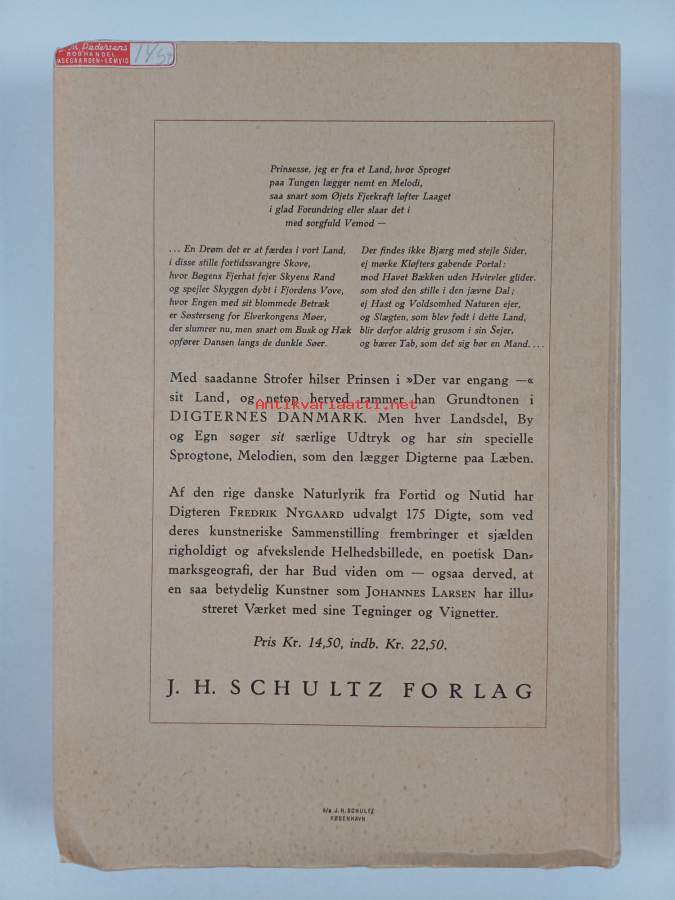 Pedersens
BOGHANDEL
ASEGAARDEN - LEMVIG
Prinsesse, jeg er fra et Land, hvor Sproget
paa Tungen lægger nemt en Melodi,
saa snart som Øjets Fjerkraft løfter Laaget
i glad Forundring eller slaar det i
med sorgfuld Vemod —
... En Drøm det er at færdes i vort Land,
i disse stille fortidssvangre Skove,
hvor Bøgens Fjerhat fejer Skyens Rand
og spejler Skyggen dybt i Fjordens Vove,
hvor Engen med sit blommede Betræk
er Søsterseng for Elverkongens Møer,
der slumrer nu, men snart om Busk og Hæk
opfører Dansen langs de dunkle Søer.
Der findes ikke Bjærg med stejle Sider,
ej mørke Kløfters gabende Portal:
mod Havet Bækken uden Hvirvler glider.
som stod den stille i den jævne Dal;
ej Hast og Voldsomhed Naturen ejer,
og Slægten, som blev født i dette Land,
blir derfor aldrig grusom i sin Sejer,
og bærer Tab, som det sig bør en Mand....
Med saadanne Strofer hilser Prinsen i »Der var engang —«
sit Land, og netop herved rammer han Grundtonen i
Antikvariaatti.net
DIGTERNES DANMARK. Men hver Landsdel, By
og Egn søger sit særlige Udtryk og har sin specielle
Sprogtone, Melodien, som den lægger Digterne paa Læben.
Af den rige danske Naturlyrik fra Fortid og Nutid har
Digteren FREDRIK NYGAARD udvalgt 175 Digte, som ved
deres kunstneriske Sammenstilling frembringer et sjælden
righoldigt og afvekslende Helhedsbillede, en poetisk Dan-
marksgeografi, der har Bud viden om — ogsaa derved, at
en saa betydelig Kunstner som JOHANNES LARSEN har illu-
streret Værket med sine Tegninger og Vignetter.
Pris Kr. 14,50, indb. Kr. 22,50.
J. H. SCHULTZ FORLAG
A/S J. H. SCHULTZ
KØBENHAVN